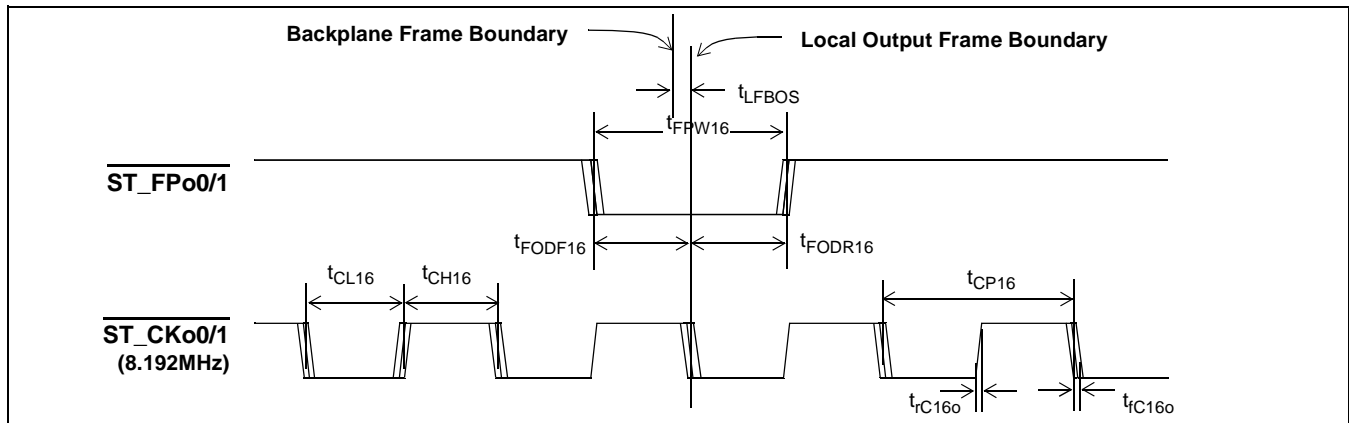 Backplane Frame Boundary
Local Output Frame Boundary
tLFBOS
tFPW16
ST_FPo0/1
tFODF16
tFODR16
tCL16
tCH16
tCP16
ST_CKo0/1
(8.192MHz)
trC16o
tfC16o